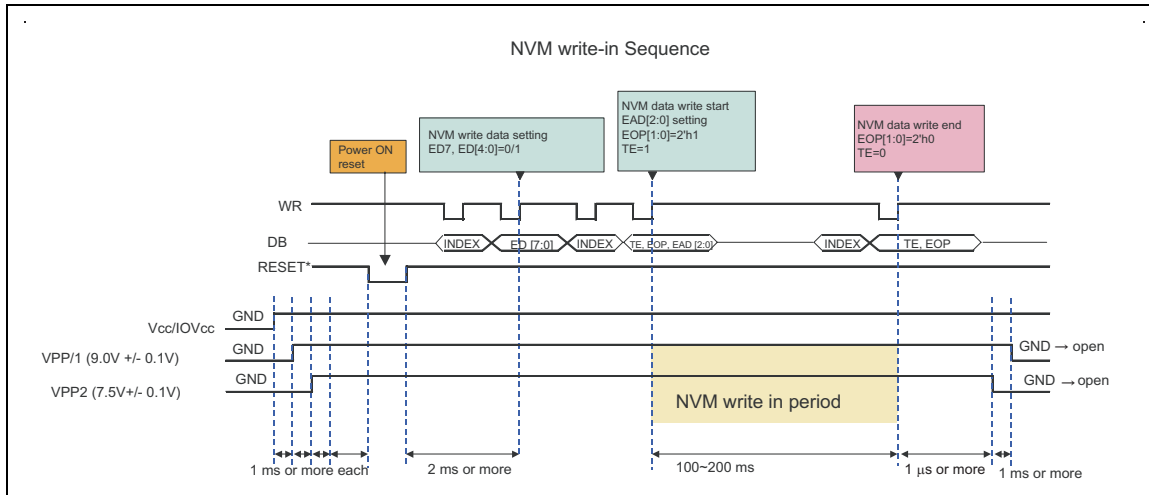 NVM write-in Sequence
NVM data write start
EAD[2:0] setting
EOP[1:0]=2'h1
TE=1
NVM data write end
EOP[1:0]=2'h0
TE=0
NVM write data setting
ED7, ED[4:0]=0/1
Power ON
reset
WR
DB
INDEX
ED [7:0]
INDEX
TE, EOP, EAD [2:0]
INDEX
TE, EOP
RESET*
GND
Vcc/IOVcc
GND
GND → open
VPP/1 (9.0V +/- 0.1V)
GND
GND → open
VPP2 (7.5V+/- 0.1V)
NVM write in period
1 ms or more each
2 ms or more
100~200 ms
1 μs or more
1 ms or more